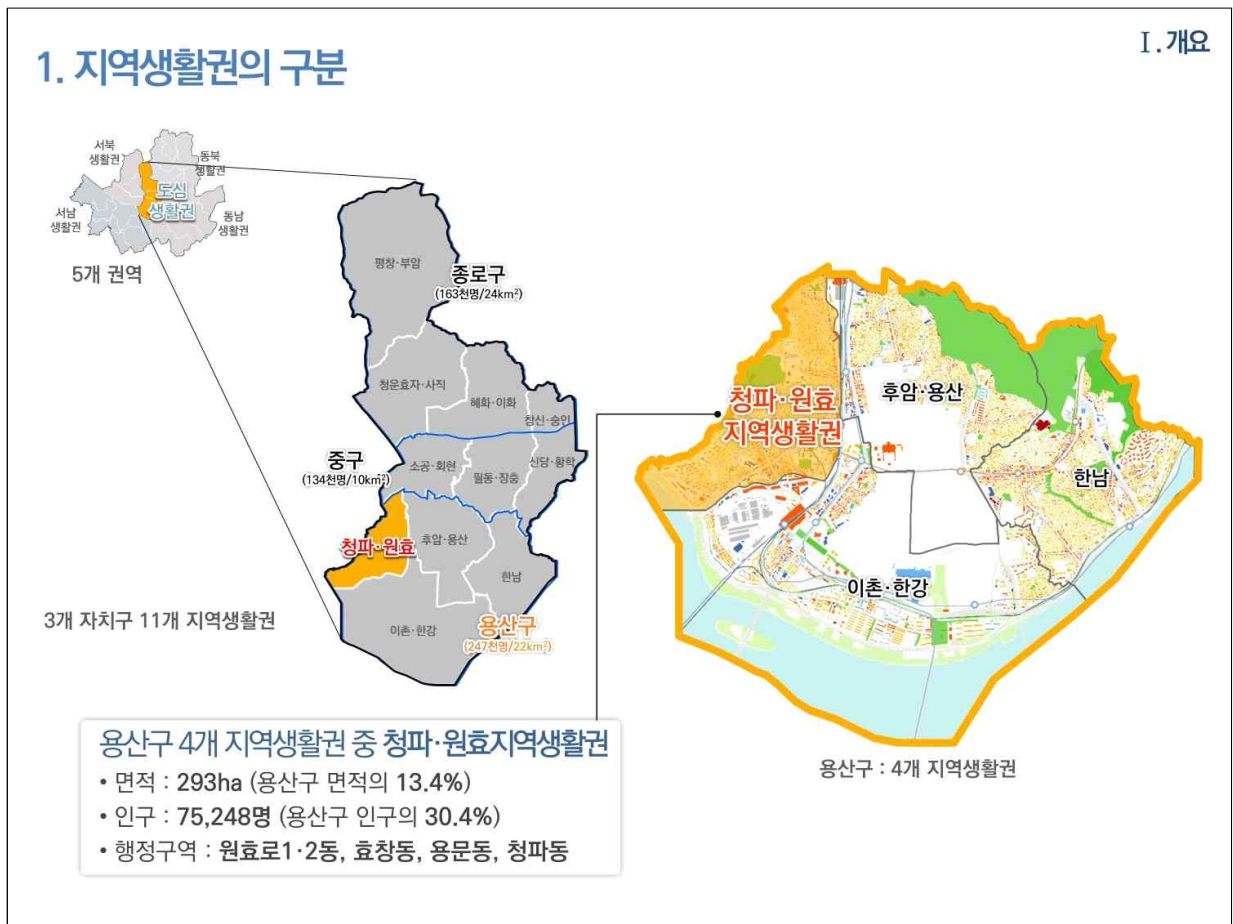 Ⅰ.개요
1. 지역생활권의 구분
서북
생활권
동북
생활권
도심
생활권
서남
생활권
동남
생활권
5개 권역
평창·부암
종로구
(163천명/24km²)
청운효자·사직
혜화·이화
창신·숭인
중구
(134천명/10km²)
소공·회현
필동·장충
신당·황학
청파·원효
후암·용산
한남
이촌·한강
용산구
(247천명/22km²)
3개 자치구 11개 지역생활권
청파·원효
지역생활권
후암·용산
한남
이촌·한강
용산구 : 4개 지역생활권
용산구 4개 지역생활권 중 청파·원효지역생활권
• 면적 : 293ha (용산구 면적의 13.4%)
• 인구 : 75,248명 (용산구 인구의 30.4%)
• 행정구역 : 원효로1·2동, 효창동, 용문동, 청파동